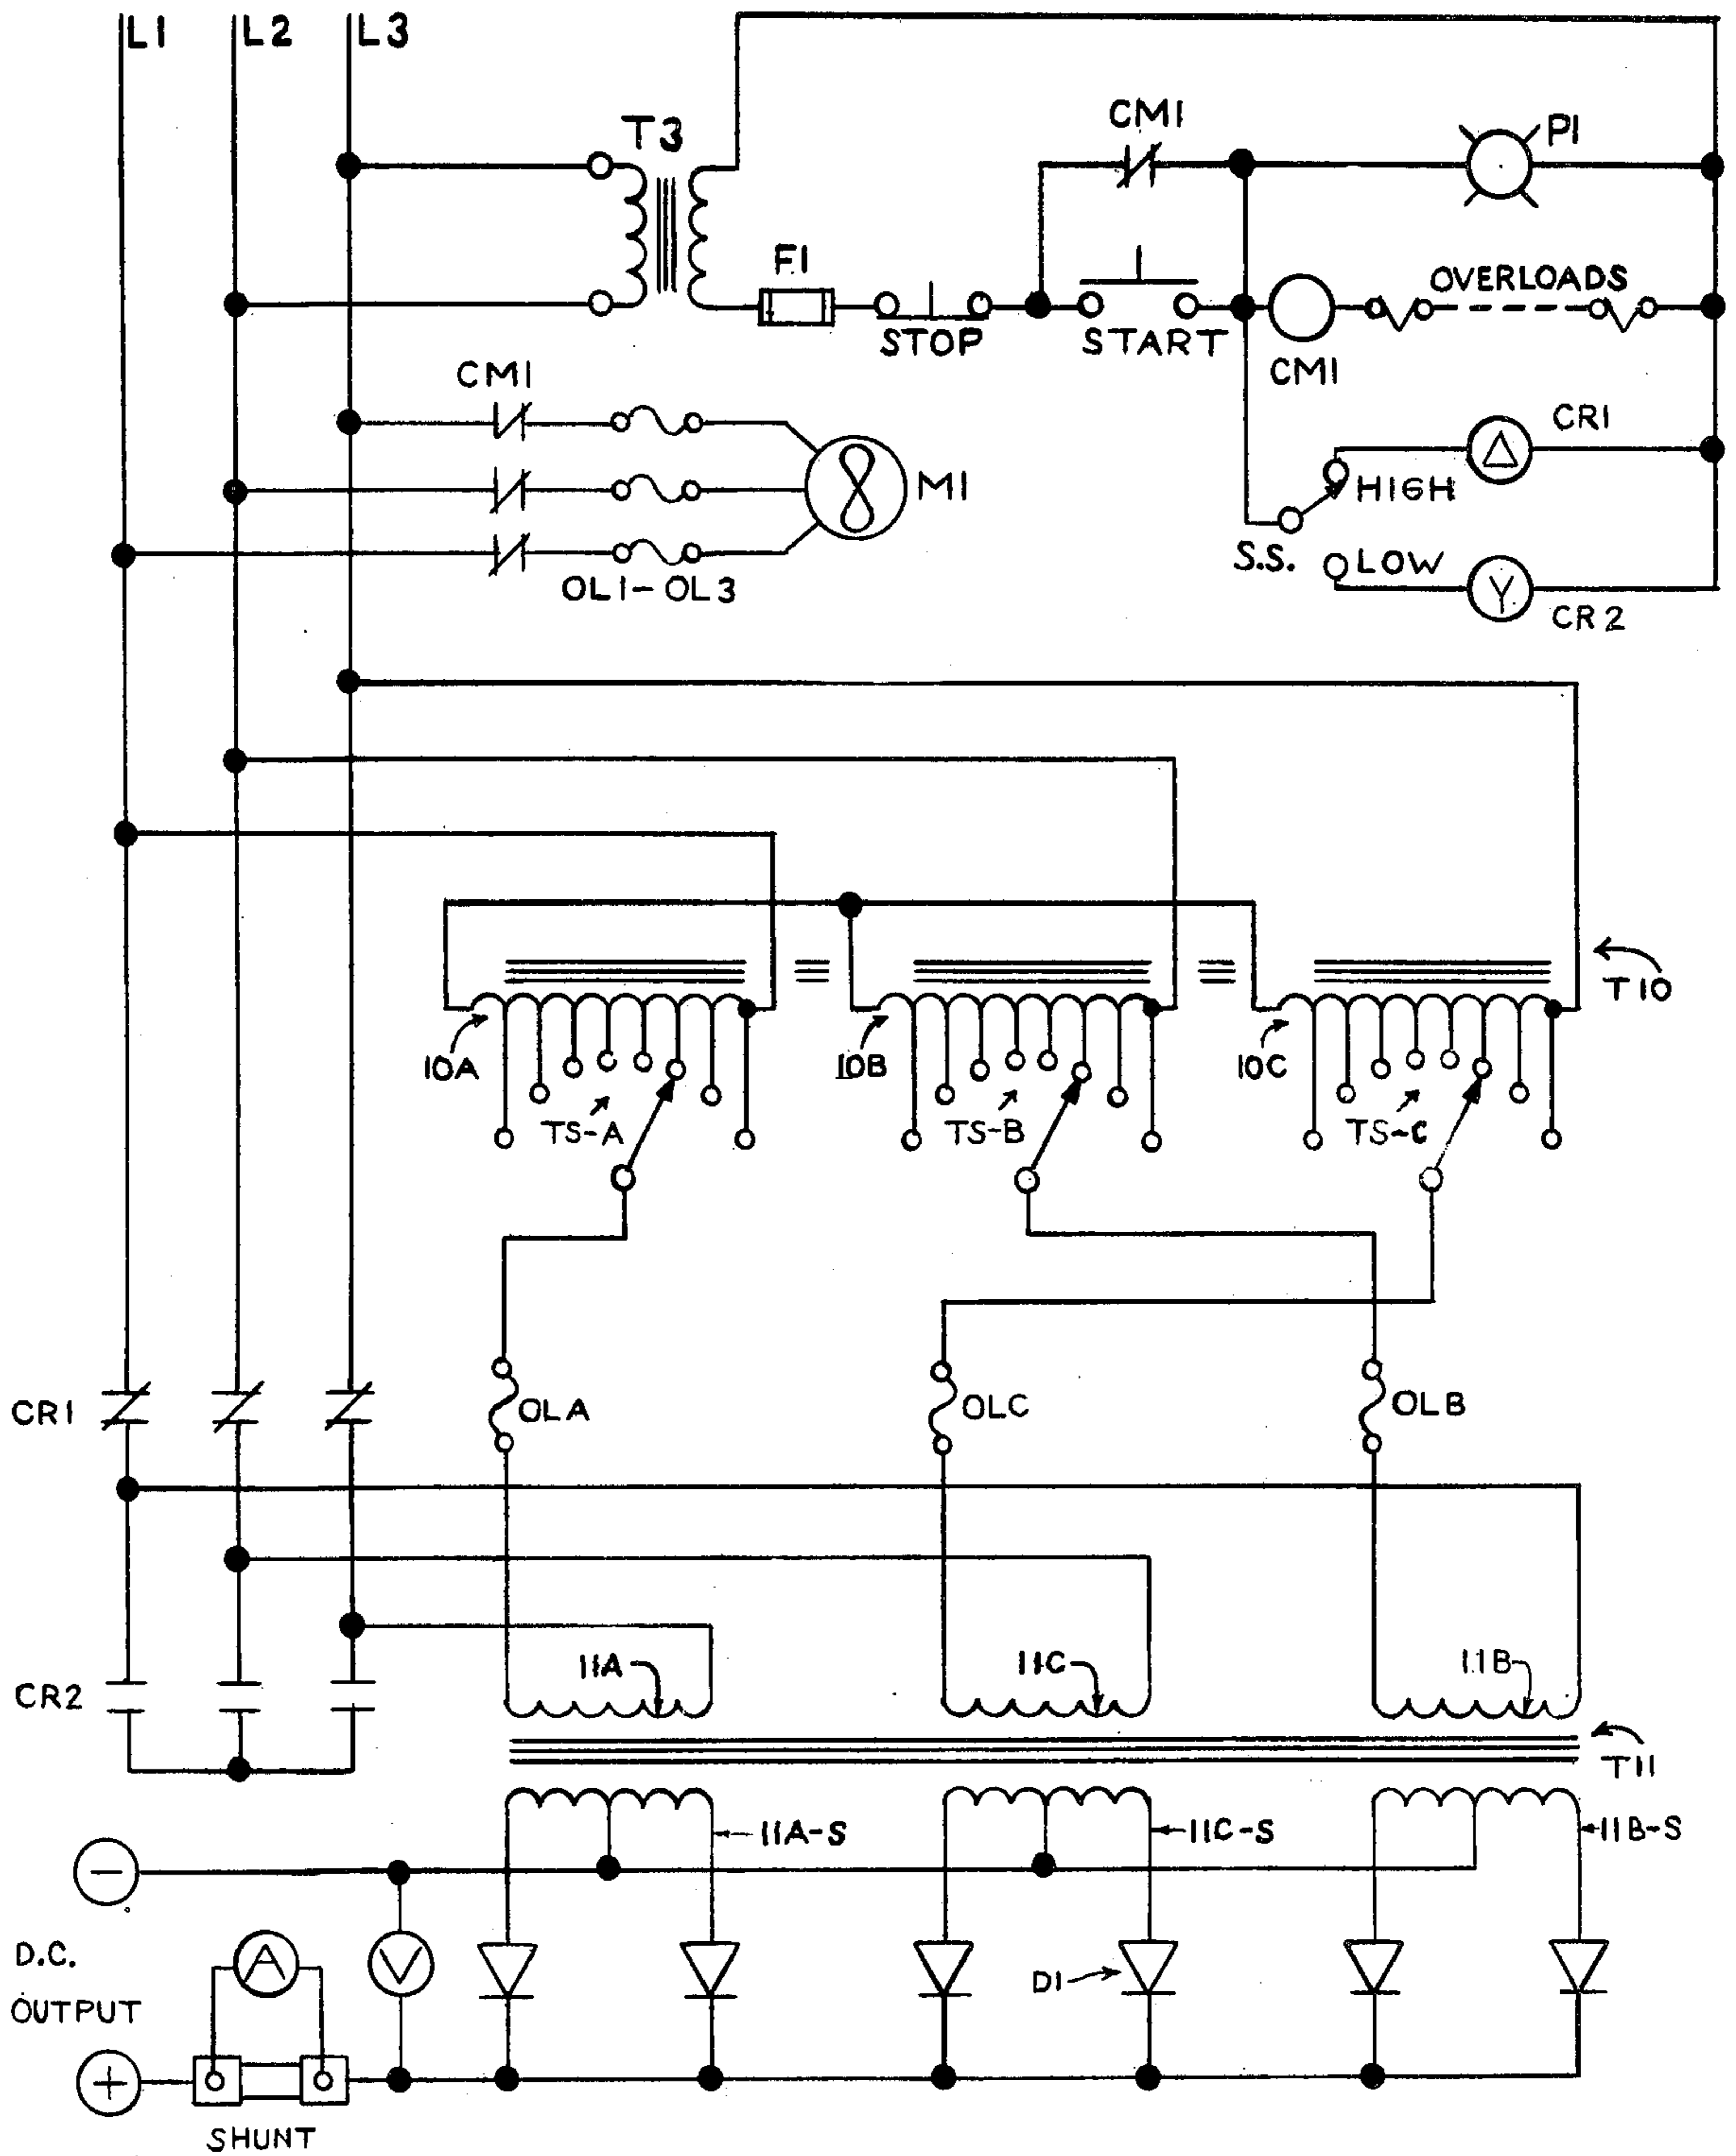 L1 L2 L3
T3
CM1
P1
F1
OVERLOADS
STOP
START
CM1
CM1
CR1
Δ
HIGH
M1
S.S.
LOW
OL1-OL3
Y
CR2
T10
10A
10B
10C
TS-A
TS-B
TS-C
CR1
OLA
OLC
OLB
11A
11C
11B
CR2
T11
11A-S
11C-S
11B-S
−
D.C.
A
V
D1
OUTPUT
+
SHUNT